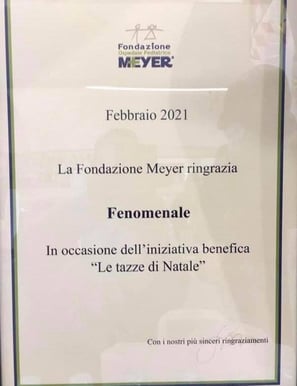 Fondazione
Ospedale Pediatrico
MEYER
Febbraio 2021
La Fondazione Meyer ringrazia
Fenomenale
In occasione dell’iniziativa benefica
“Le tazze di Natale”
Con i nostri più sinceri ringraziamenti